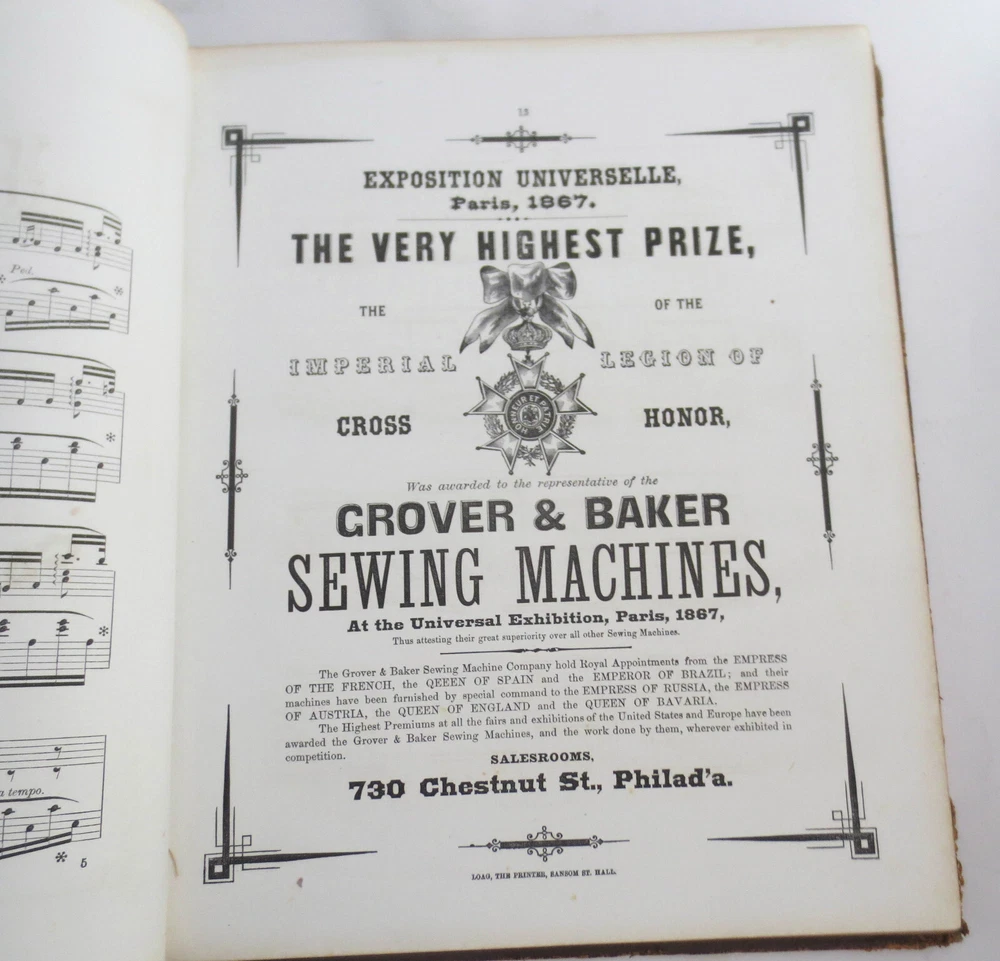 Ped.
a tempo.
5
15
EXPOSITION UNIVERSELLE,
Paris, 1867.
THE VERY HIGHEST PRIZE,
THE OF THE
IMPERIAL LEGION OF
CROSS HONOR,
HONNEUR ET PATRIE
Was awarded to the representative of the
GROVER & BAKER
SEWING MACHINES,
At the Universal Exhibition, Paris, 1867,
Thus attesting their great superiority over all other Sewing Machines.
The Grover & Baker Sewing Machine Company hold Royal Appointments from the EMPRESS
OF THE FRENCH, the QEEEN OF SPAIN and the EMPEROR OF BRAZIL; and their
machines have been furnished by special command to the EMPRESS OF RUSSIA, the EMPRESS
OF AUSTRIA, the QUEEN OF ENGLAND and the QUEEN OF BAVARIA.
The Highest Premiums at all the fairs and exhibitions of the United States and Europe have been
awarded the Grover & Baker Sewing Machines, and the work done by them, wherever exhibited in
competition.
SALESROOMS,
730 Chestnut St., Philad'a.
LOAG, THE PRINTER, SANSOM ST. HALL.